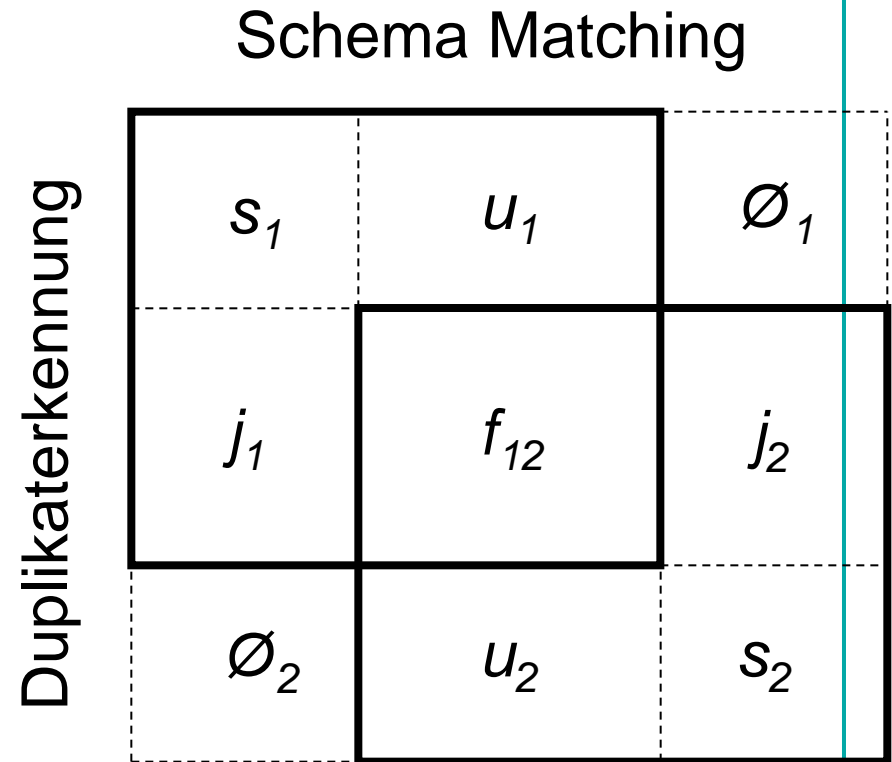 Schema Matching
Duplikaterkennung
s1 u1 Ø1
j1 f12 j2
Ø2 u2 s2